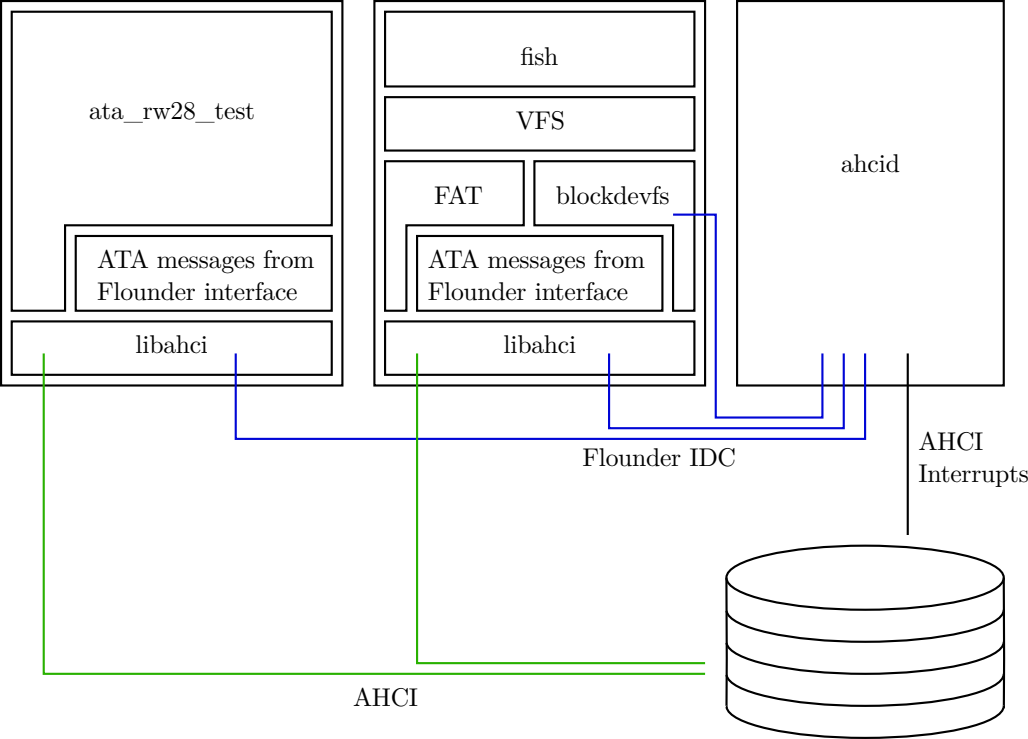 ata_rw28_test
ATA messages from
Flounder interface
libahci
fish
VFS
FAT
blockdevfs
ATA messages from
Flounder interface
libahci
ahcid
Flounder IDC
AHCI
Interrupts
AHCI